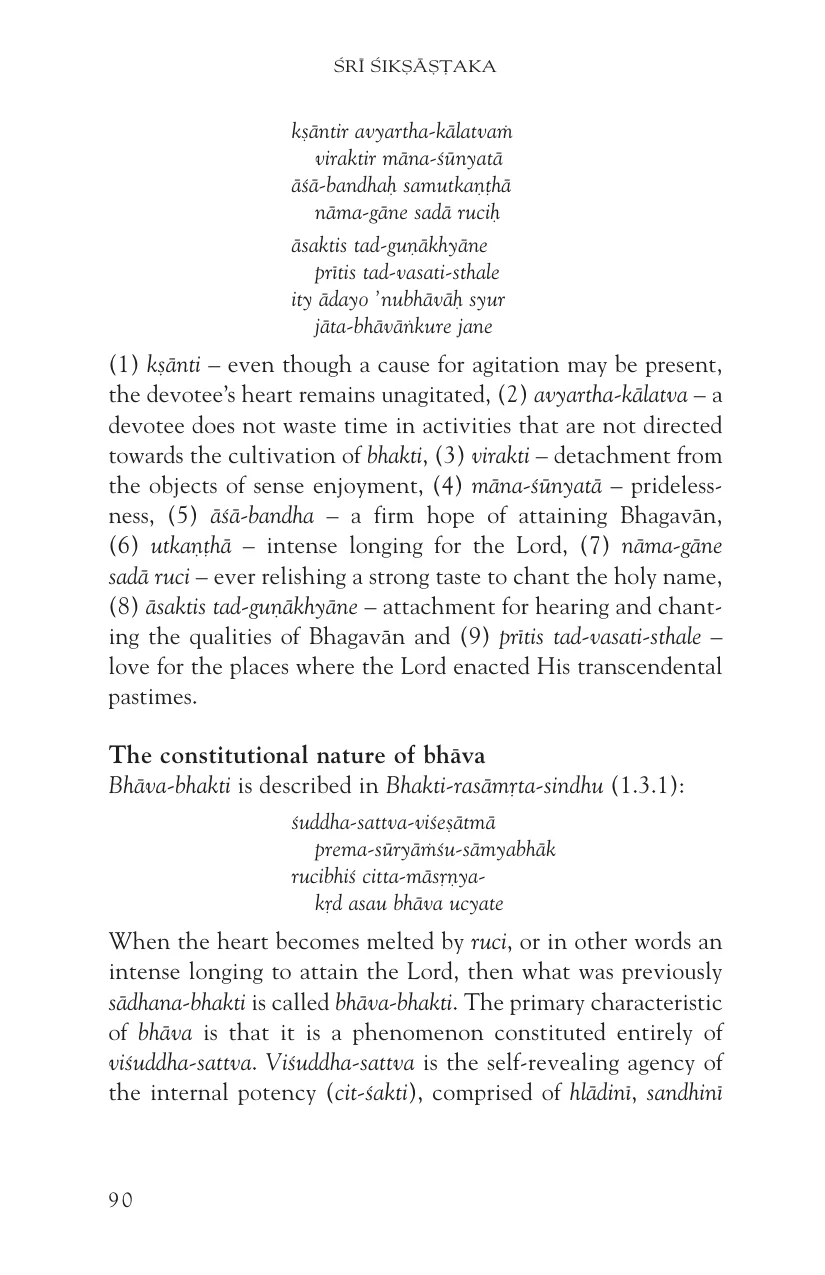 ŚRĪ ŚIKṢĀṢṬAKA
kṣāntir avyartha-kālatvaṁ
viraktir māna-śūnyatā
āśā-bandhaḥ samutkaṇṭhā
nāma-gāne sadā ruciḥ
āsaktis tad-guṇākhyāne
prītis tad-vasati-sthale
ity ādayo ’nubhāvāḥ syur
jāta-bhāvāṅkure jane
(1) kṣānti – even though a cause for agitation may be present,
the devotee’s heart remains unagitated, (2) avyartha-kālatva – a
devotee does not waste time in activities that are not directed
towards the cultivation of bhakti, (3) virakti – detachment from
the objects of sense enjoyment, (4) māna-śūnyatā – prideless-
ness, (5) āśā-bandha – a firm hope of attaining Bhagavān,
(6) utkaṇṭhā – intense longing for the Lord, (7) nāma-gāne
sadā ruci – ever relishing a strong taste to chant the holy name,
(8) āsaktis tad-guṇākhyāne – attachment for hearing and chant-
ing the qualities of Bhagavān and (9) prītis tad-vasati-sthale –
love for the places where the Lord enacted His transcendental
pastimes.
The constitutional nature of bhāva
Bhāva-bhakti is described in Bhakti-rasāmṛta-sindhu (1.3.1):
śuddha-sattva-viśeṣātmā
prema-sūryāṁśu-sāmyabhāk
rucibhiś citta-māsṛṇya-
kṛd asau bhāva ucyate
When the heart becomes melted by ruci, or in other words an
intense longing to attain the Lord, then what was previously
sādhana-bhakti is called bhāva-bhakti. The primary characteristic
of bhāva is that it is a phenomenon constituted entirely of
viśuddha-sattva. Viśuddha-sattva is the self-revealing agency of
the internal potency (cit-śakti), comprised of hlādinī, sandhinī
90